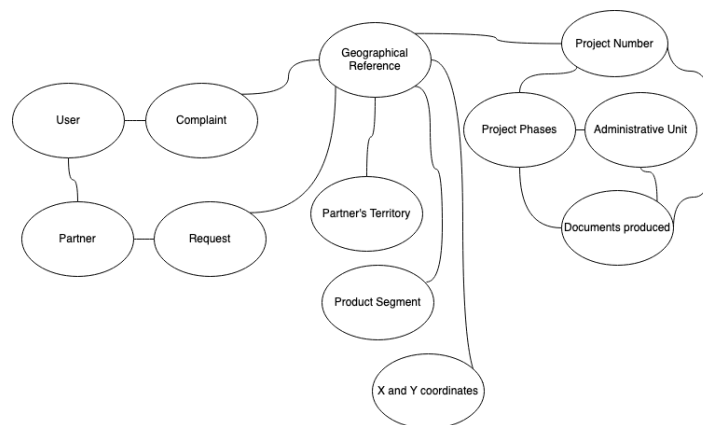 Geographical
Reference
Project Number
User
Complaint
Project Phases
Administrative Unit
Partner's Territory
Documents produced
Partner
Request
Product Segment
X and Y coordinates